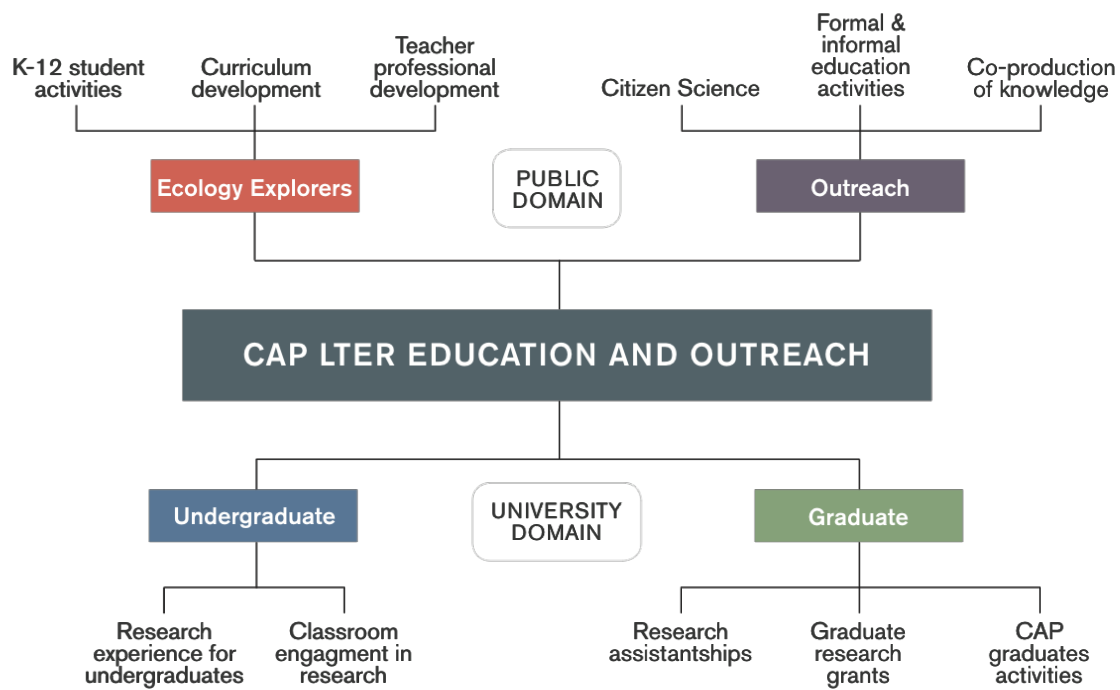 K-12 student
activities
Curriculum
development
Teacher
professional
development
Citizen Science
Formal &
informal
education
activities
Co-production
of knowledge
Ecology Explorers
PUBLIC
DOMAIN
Outreach
CAP LTER EDUCATION AND OUTREACH
Undergraduate
UNIVERSITY
DOMAIN
Graduate
Research
experience for
undergraduates
Classroom
engagment in
research
Research
assistantships
Graduate
research
grants
CAP
graduates
activities